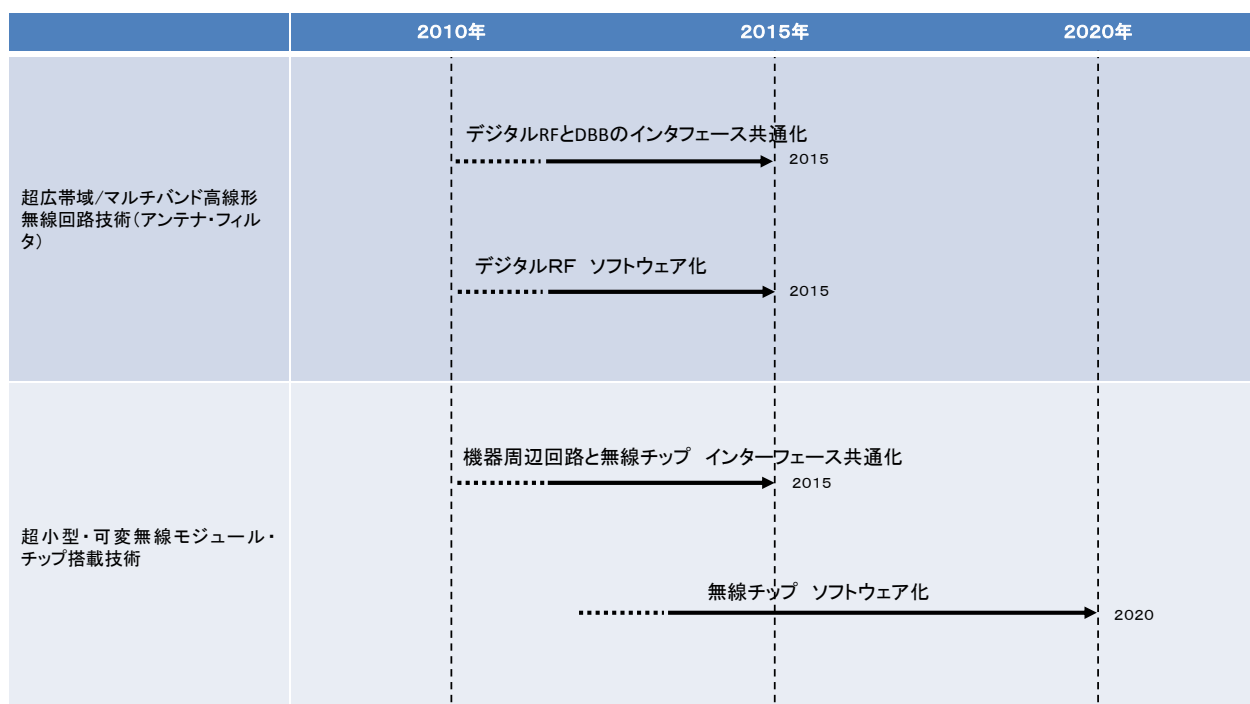 2010年
2015年
2020年
超広帯域/マルチバンド高線形
無線回路技術(アンテナ・フィル
タ)
デジタルRFとDBBのインタフェース共通化
2015
デジタルRF　ソフトウェア化
2015
超小型・可変無線モジュール・
チップ搭載技術
機器周辺回路と無線チップ　インターフェース共通化
2015
無線チップ　ソフトウェア化
2020